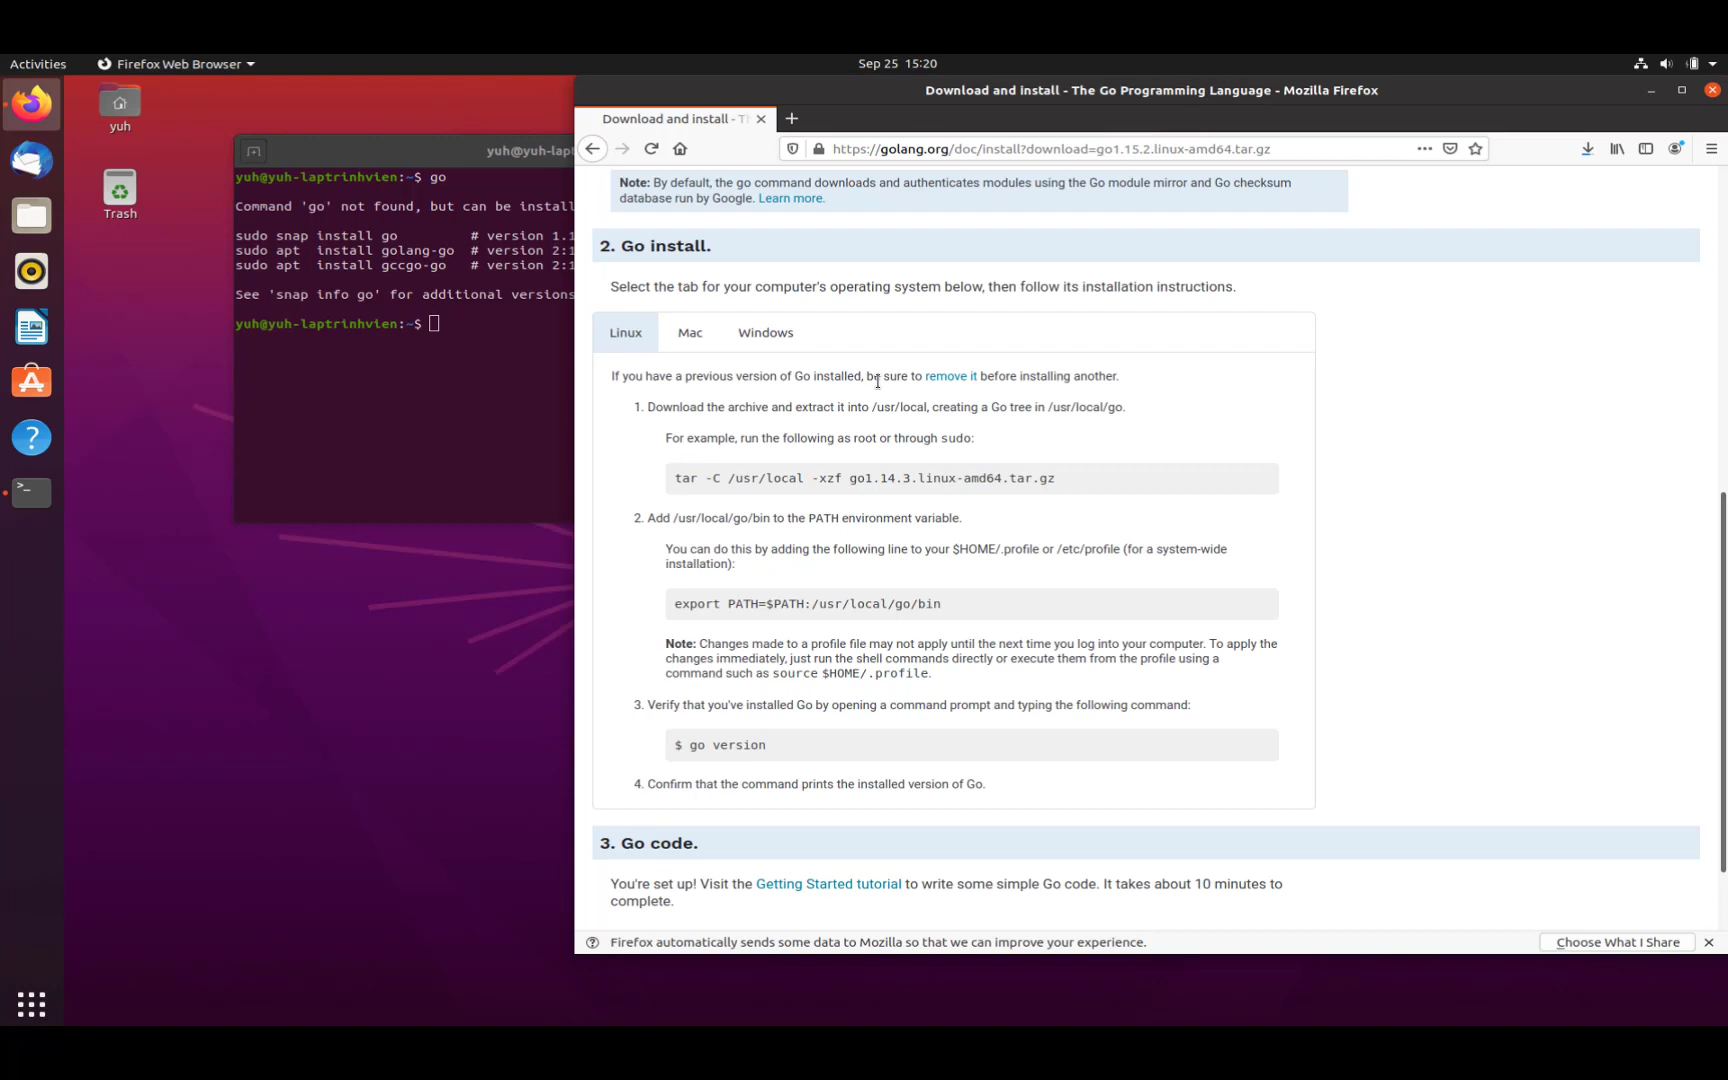 Activities
Firefox Web Browser
Sep 25 15:20
yuh
Trash
yuh@yuh-lapt
yuh@yuh-laptrinhvien:~$ go
Command 'go' not found, but can be install
sudo snap install go # version 1.1
sudo apt install golang-go # version 2:1
sudo apt install gccgo-go # version 2:1
See 'snap info go' for additional versions
yuh@yuh-laptrinhvien:~$
Download and install - The Go Programming Language - Mozilla Firefox
Download and install - Th
https://golang.org/doc/install?download=go1.15.2.linux-amd64.tar.gz
Note: By default, the go command downloads and authenticates modules using the Go module mirror and Go checksum
database run by Google. Learn more.
2. Go install.
Select the tab for your computer's operating system below, then follow its installation instructions.
Linux Mac Windows
If you have a previous version of Go installed, be sure to remove it before installing another.
1. Download the archive and extract it into /usr/local, creating a Go tree in /usr/local/go.
For example, run the following as root or through sudo:
tar -C /usr/local -xzf go1.14.3.linux-amd64.tar.gz
2. Add /usr/local/go/bin to the PATH environment variable.
You can do this by adding the following line to your $HOME/.profile or /etc/profile (for a system-wide
installation):
export PATH=$PATH:/usr/local/go/bin
Note: Changes made to a profile file may not apply until the next time you log into your computer. To apply the
changes immediately, just run the shell commands directly or execute them from the profile using a
command such as source $HOME/.profile.
3. Verify that you've installed Go by opening a command prompt and typing the following command:
$ go version
4. Confirm that the command prints the installed version of Go.
3. Go code.
You're set up! Visit the Getting Started tutorial to write some simple Go code. It takes about 10 minutes to
complete.
Firefox automatically sends some data to Mozilla so that we can improve your experience.
Choose What I Share